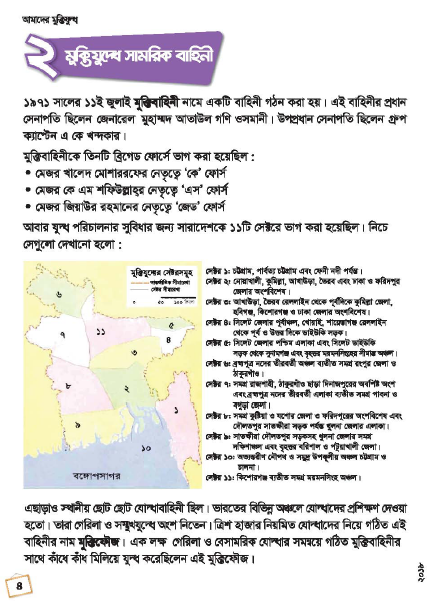 আমাদের মুক্তিযুদ্ধ
২ মুক্তিযুদ্ধে সামরিক বাহিনী
১৯৭১ সালের ১১ই জুলাই মুক্তিবাহিনী নামে একটি বাহিনী গঠন করা হয়। এই বাহিনীর প্রধান
সেনাপতি ছিলেন জেনারেল মুহাম্মদ আতাউল গণি ওসমানী। উপপ্রধান সেনাপতি ছিলেন গ্রুপ
ক্যাপ্টেন এ কে খন্দকার।
মুক্তিবাহিনীকে তিনটি ব্রিগেড ফোর্সে ভাগ করা হয়েছিল :
• মেজর খালেদ মোশাররফের নেতৃত্বে ‘কে’ ফোর্স
• মেজর কে এম শফিউল্লাহ্‌র নেতৃত্বে ‘এস’ ফোর্স
• মেজর জিয়াউর রহমানের নেতৃত্বে ‘জেড’ ফোর্স
আবার যুদ্ধ পরিচালনার সুবিধার জন্য সারাদেশকে ১১টি সেক্টরে ভাগ করা হয়েছিল। নিচে
সেগুলো দেখানো হলো :
মুক্তিযুদ্ধের সেক্টরসমূহ
আন্তর্জাতিক সীমারেখা
সেক্টর সীমারেখা
০ ৫০ ১০০ কিমি.
৬
৫
৪
৭
১১
৩
৮
২
৯
১
১০
বঙ্গোপসাগর
সেক্টর ১: চট্টগ্রাম, পার্বত্য চট্টগ্রাম এবং ফেনী নদী পর্যন্ত।
সেক্টর ২: নোয়াখালী, কুমিল্লা, আখাউড়া, ভৈরব এবং ঢাকা ও ফরিদপুর
জেলার অংশবিশেষ।
সেক্টর ৩: আখাউড়া, ভৈরব রেললাইন থেকে পূর্বদিকে কুমিল্লা জেলা,
হবিগঞ্জ, কিশোরগঞ্জ ও ঢাকা জেলার অংশবিশেষ।
সেক্টর ৪: সিলেট জেলার পূর্বাঞ্চল, খোয়াই, শায়েস্তাগঞ্জ রেললাইন
থেকে পূর্ব ও উত্তর দিকে ডাউকি সড়ক।
সেক্টর ৫: সিলেট জেলার পশ্চিম এলাকা এবং সিলেট ডাউকি
সড়ক থেকে সুনামগঞ্জ এবং বৃহত্তর ময়মনসিংহের সীমান্ত অঞ্চল।
সেক্টর ৬: ব্রহ্মপুত্র নদের তীরবর্তী অঞ্চল ব্যতীত সমগ্র রংপুর জেলা ও
ঠাকুরগাঁও।
সেক্টর ৭: সমগ্র রাজশাহী, ঠাকুরগাঁও ছাড়া দিনাজপুরের অবশিষ্ট অংশ
এবং ব্রহ্মপুত্র নদের তীরবর্তী এলাকা ব্যতীত সমগ্র পাবনা ও
বগুড়া জেলা।
সেক্টর ৮: সমগ্র কুষ্টিয়া ও যশোর জেলা ও ফরিদপুরের অংশবিশেষ এবং
দৌলতপুর সাতক্ষীরা সড়ক পর্যন্ত খুলনা জেলার এলাকা।
সেক্টর ৯: সাতক্ষীরা দৌলতপুর সড়কসহ খুলনা জেলার সমগ্র
দক্ষিণাঞ্চল এবং বৃহত্তর বরিশাল ও পটুয়াখালী জেলা।
সেক্টর ১০: অভ্যন্তরীণ নৌপথ ও সমুদ্র উপকূলীয় অঞ্চল চট্টগ্রাম ও
চালনা।
সেক্টর ১১: কিশোরগঞ্জ ব্যতীত সমগ্র ময়মনসিংহ অঞ্চল।
এছাড়াও স্থানীয় ছোট ছোট যোদ্ধাবাহিনী ছিল। ভারতের বিভিন্ন অঞ্চলে যোদ্ধাদের প্রশিক্ষণ দেওয়া
হতো। তারা গেরিলা ও সম্মুখযুদ্ধে অংশ নিতেন। ত্রিশ হাজার নিয়মিত যোদ্ধাদের নিয়ে গঠিত এই
বাহিনীর নাম মুক্তিফৌজ। এক লক্ষ গেরিলা ও বেসামরিক যোদ্ধার সমন্বয়ে গঠিত মুক্তিবাহিনীর
সাথে কাঁধে কাঁধ মিলিয়ে যুদ্ধ করেছিলেন এই মুক্তিফৌজ।
৪
২০১৮